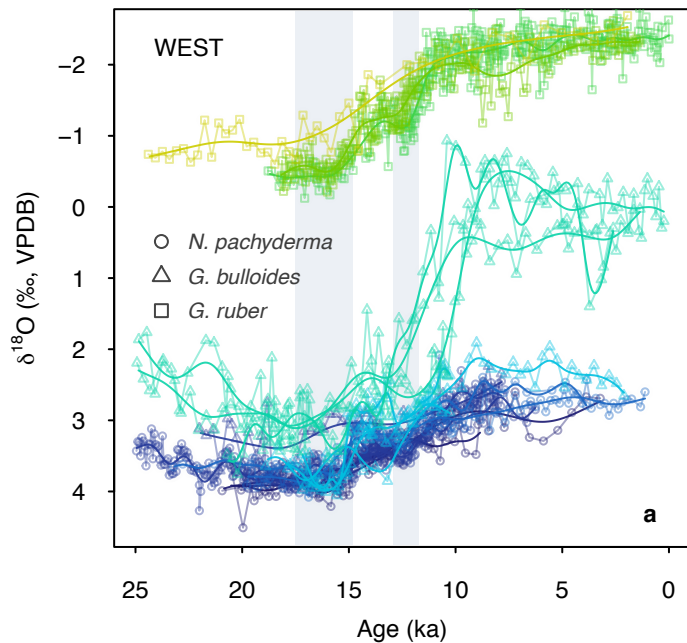 WEST
−2
−1
0
1
2
3
4
δ¹⁸O (‰, VPDB)
N. pachyderma
G. bulloides
G. ruber
a
25 20 15 10 5 0
Age (ka)